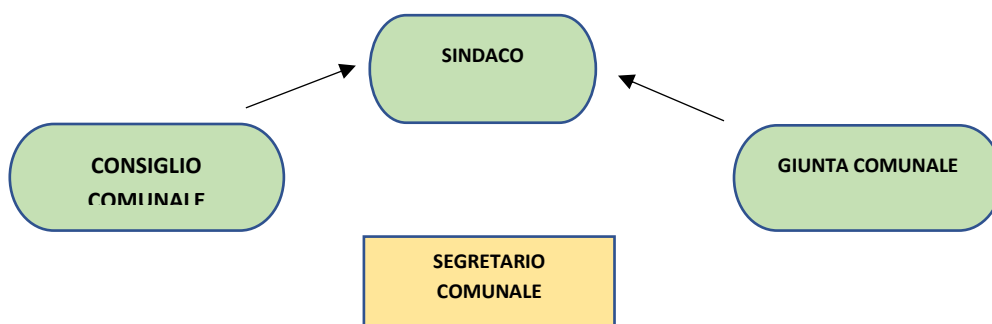 SINDACO
CONSIGLIO
COMUNALE
GIUNTA COMUNALE
SEGRETARIO
COMUNALE